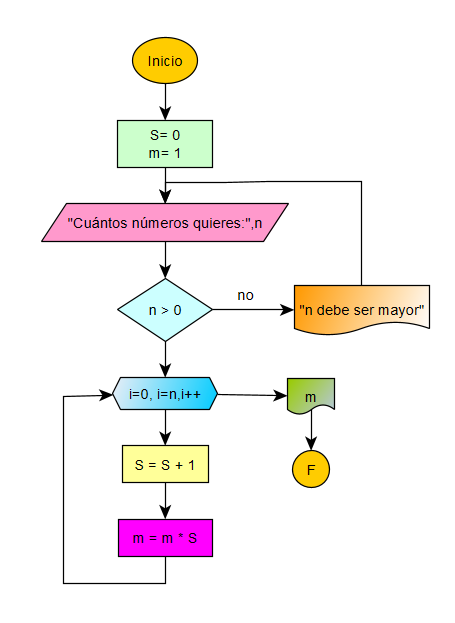 Inicio
S= 0
m= 1
"Cuántos números quieres:",n
n > 0
no
"n debe ser mayor"
i=0, i=n,i++
m
S = S + 1
F
m = m * S